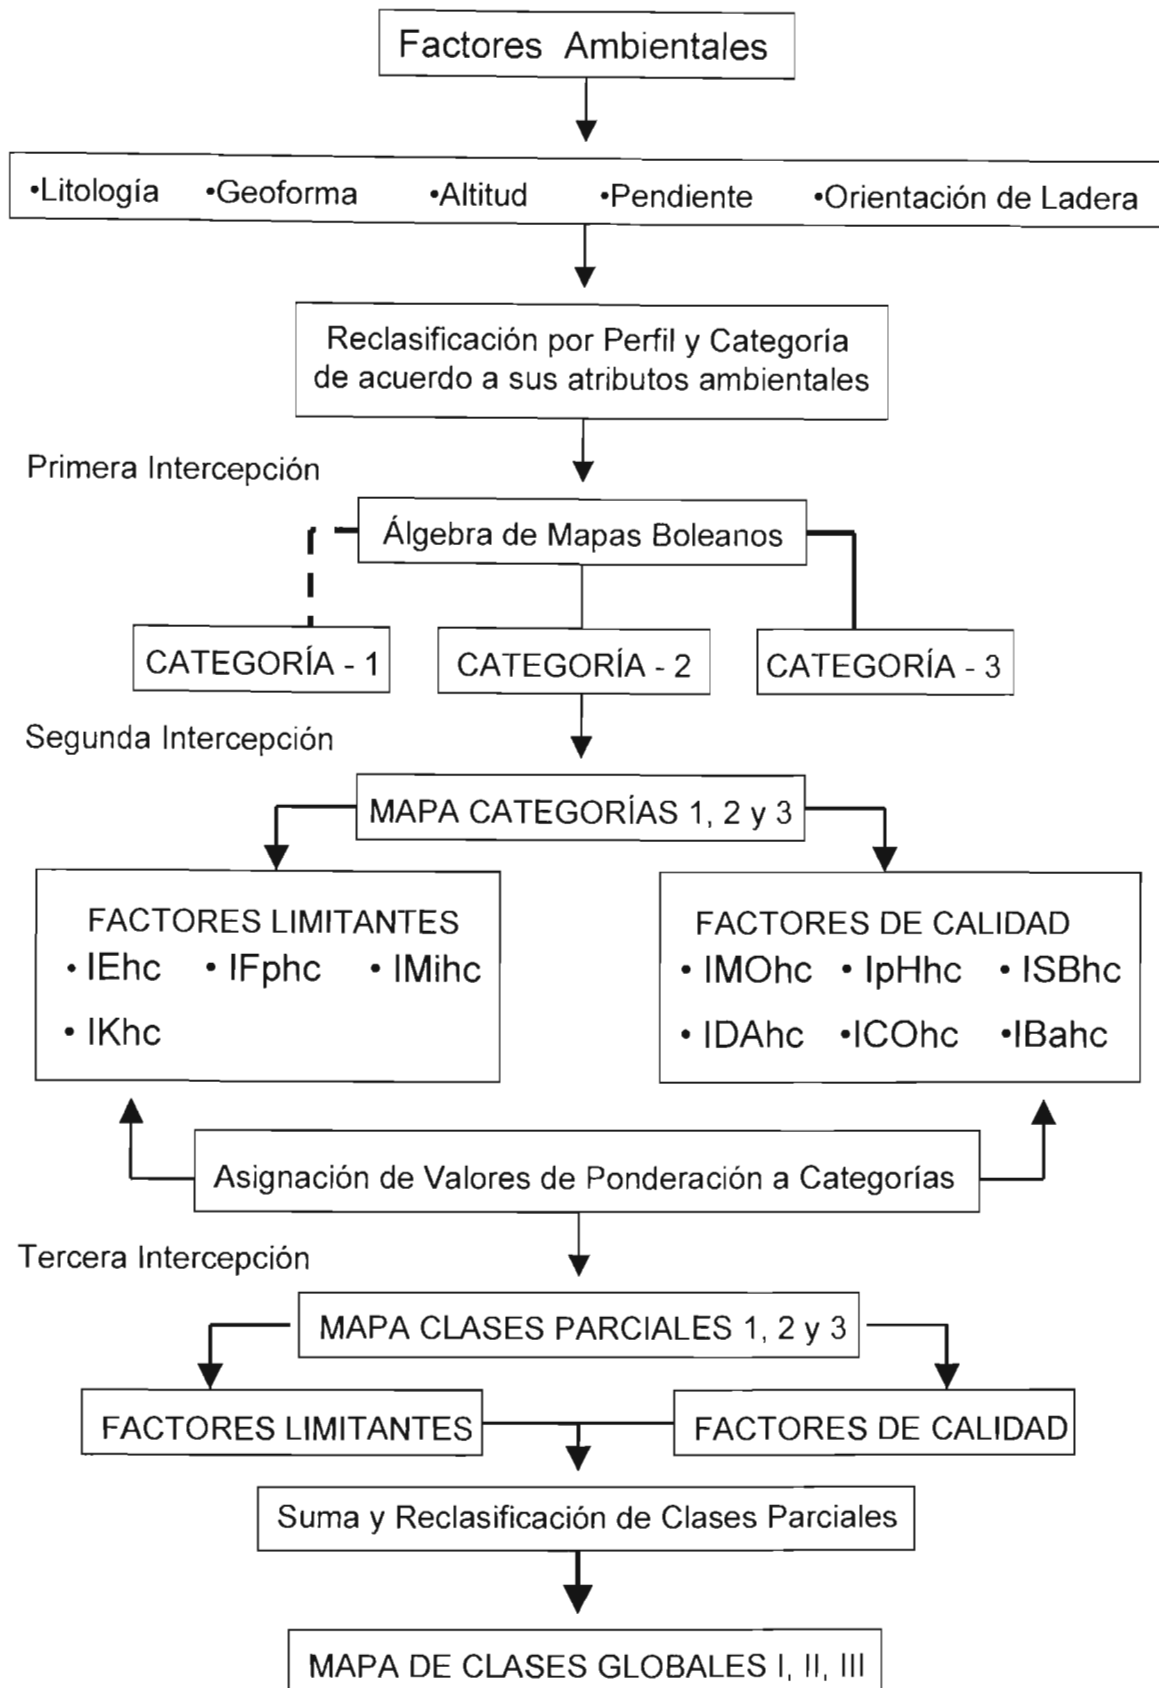 Factores Ambientales
•Litología •Geoforma •Altitud •Pendiente •Orientación de Ladera
Reclasificación por Perfil y Categoría
de acuerdo a sus atributos ambientales
Primera Intercepción
Álgebra de Mapas Boleanos
CATEGORÍA - 1 CATEGORÍA - 2 CATEGORÍA - 3
Segunda Intercepción
MAPA CATEGORÍAS 1, 2 y 3
FACTORES LIMITANTES
• IEhc • IFphc • IMihc
• IKhc
FACTORES DE CALIDAD
• IMOhc • IpHhc • ISBhc
• IDAhc •ICOhc •IBahc
Asignación de Valores de Ponderación a Categorías
Tercera Intercepción
MAPA CLASES PARCIALES 1, 2 y 3
FACTORES LIMITANTES FACTORES DE CALIDAD
Suma y Reclasificación de Clases Parciales
MAPA DE CLASES GLOBALES I, II, III